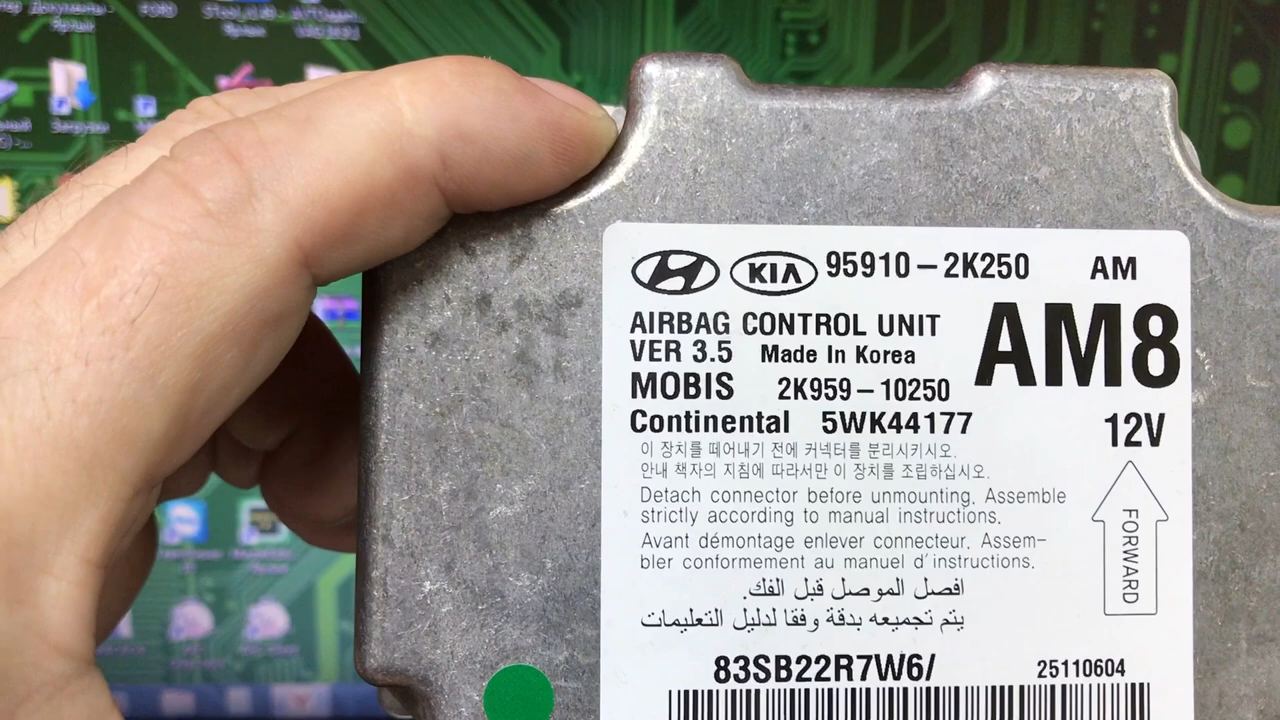 FORD
Загрузки
KIA 95910-2K250 AM
AIRBAG CONTROL UNIT
AM8
VER 3.5 Made In Korea
MOBIS 2K959-10250
Continental 5WK44177
12V
이 장치를 떼어내기 전에 커넥터를 분리시키시오.
안내 책자의 지침에 따라서만 이 장치를 조립하십시오.
Detach connector before unmounting. Assemble
strictly according to manual instructions.
Avant démontage enlever connecteur. Assem-
bler conformement au manuel d'instructions.
FORWARD
افصل الموصل قبل الفك.
يتم تجميعه بدقة وفقا لدليل التعليمات
83SB22R7W6/ 25110604